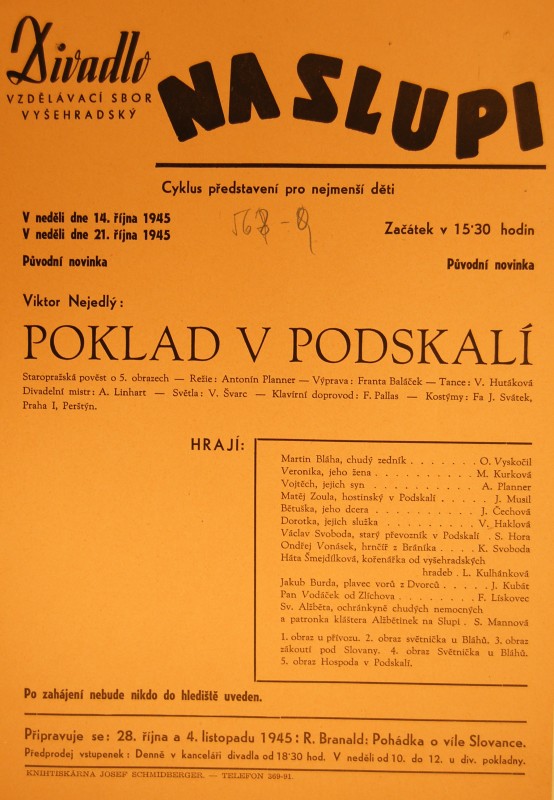 Divadlo
VZDĚLÁVACÍ SBOR
VYŠEHRADSKÝ
NA SLUPI
Cyklus představení pro nejmenší děti
V neděli dne 14. října 1945
V neděli dne 21. října 1945
Začátek v 15·30 hodin
Původní novinka
Původní novinka
Viktor Nejedlý:
POKLAD V PODSKALÍ
Staropražská pověst o 5. obrazech — Režie: Antonín Planner — Výprava: Franta Baláček — Tance: V. Hutáková
Divadelní mistr: A. Linhart — Světla: V. Švarc — Klavírní doprovod: F. Pallas — Kostýmy: Fa J. Svátek,
Praha I, Perštýn.
HRAJÍ:
Martin Bláha, chudý zedník . . . . . . . O. Vyskočil
Veronika, jeho žena . . . . . . . . . . M. Kurková
Vojtěch, jejich syn . . . . . . . . . . A. Planner
Matěj Zoula, hostinský v Podskalí . . . . . J. Musil
Bětuška, jeho dcera . . . . . . . . . . J. Čechová
Dorotka, jejich služka . . . . . . . . . V. Haklová
Václav Svoboda, starý převozník v Podskalí . S. Hora
Ondřej Vonásek, hrnčíř z Bráníka . . . . K. Svoboda
Háta Šmejdílková, kořenářka od vyšehradských
hradeb . L. Kulhánková
Jakub Burda, plavec vorů z Dvorců . . . . . J. Kubát
Pan Vodáček od Zlíchova . . . . . . . . F. Lískovec
Sv. Alžběta, ochránkyně chudých nemocných
a patronka kláštera Alžbětinek na Slupi . S. Mannová
1. obraz u přívozu. 2. obraz světnička u Bláhů. 3. obraz
zákoutí pod Slovany. 4. obraz Světnička u Bláhů.
5. obraz Hospoda v Podskalí.
Po zahájení nebude nikdo do hlediště uveden.
Připravuje se: 28. října a 4. listopadu 1945: R. Branald: Pohádka o víle Slovance.
Předprodej vstupenek: Denně v kanceláři divadla od 18·30 hod. V neděli od 10. do 12. u div. pokladny.
KNIHTISKÁRNA JOSEF SCHMIDBERGER. — TELEFON 269-91.